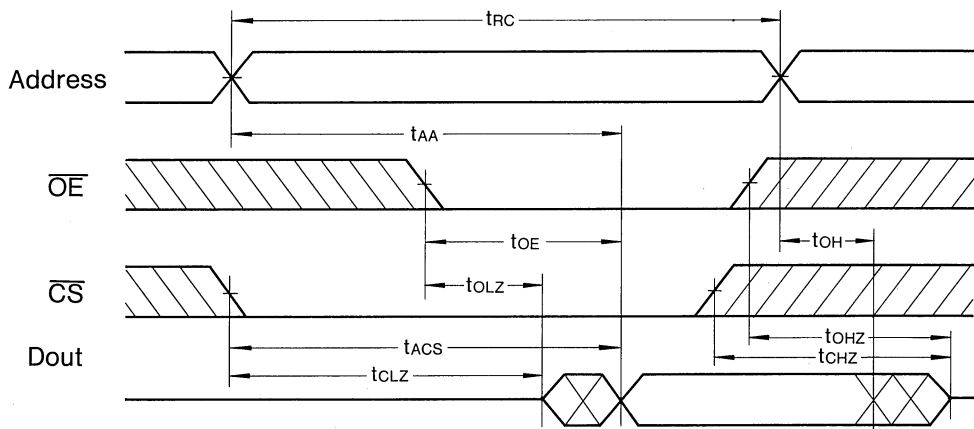 tRC
Address
tAA
OE
tOE
tOH
tOLZ
CS
tOHZ
tACS
tCHZ
Dout
tCLZ